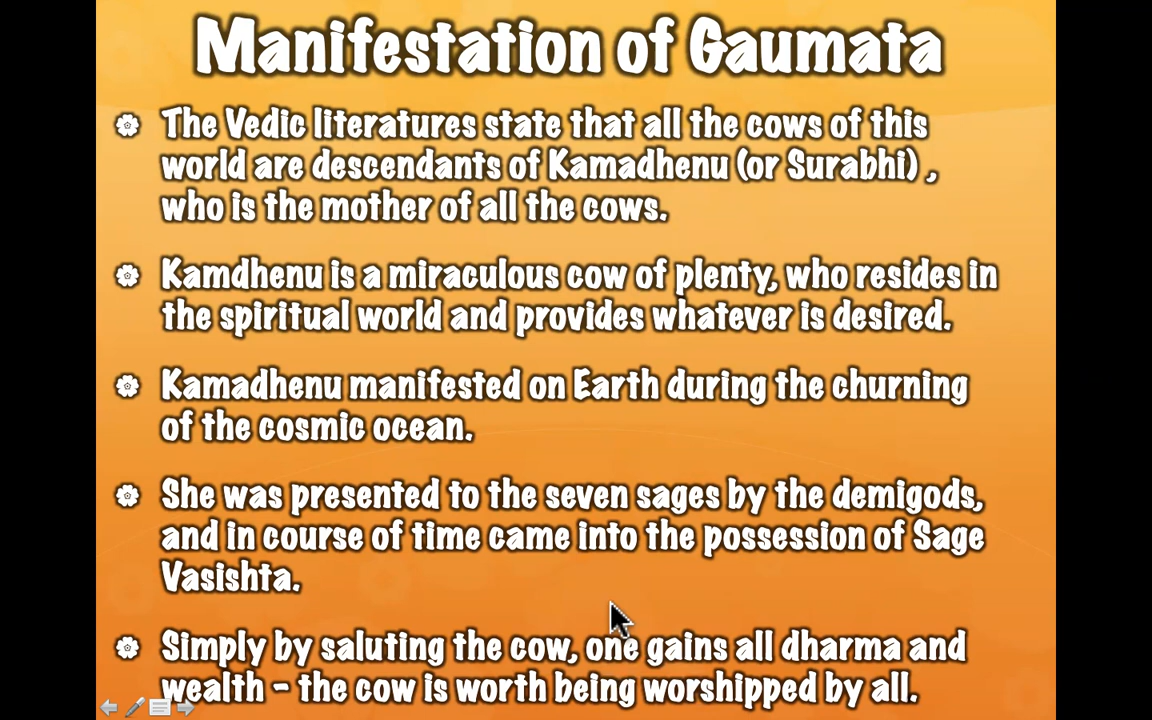 Manifestation of Gaumata
The Vedic literatures state that all the cows of this
world are descendants of Kamadhenu (or Surabhi) ,
who is the mother of all the cows.
Kamdhenu is a miraculous cow of plenty, who resides in
the spiritual world and provides whatever is desired.
Kamadhenu manifested on Earth during the churning
of the cosmic ocean.
She was presented to the seven sages by the demigods,
and in course of time came into the possession of Sage
Vasishta.
Simply by saluting the cow, one gains all dharma and
wealth - the cow is worth being worshipped by all.